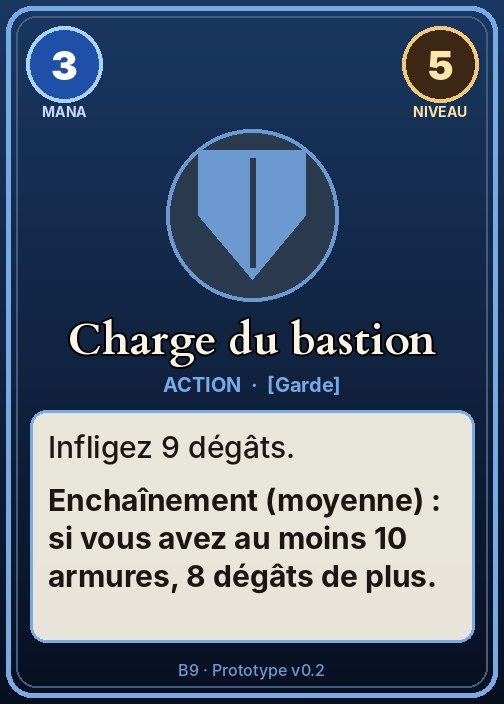 3
5
MANA
NIVEAU
Charge du bastion
ACTION · [Garde]
Infligez 9 dégâts.
Enchaînement (moyenne) :
si vous avez au moins 10
armures, 8 dégâts de plus.
B9 · Prototype v0.2